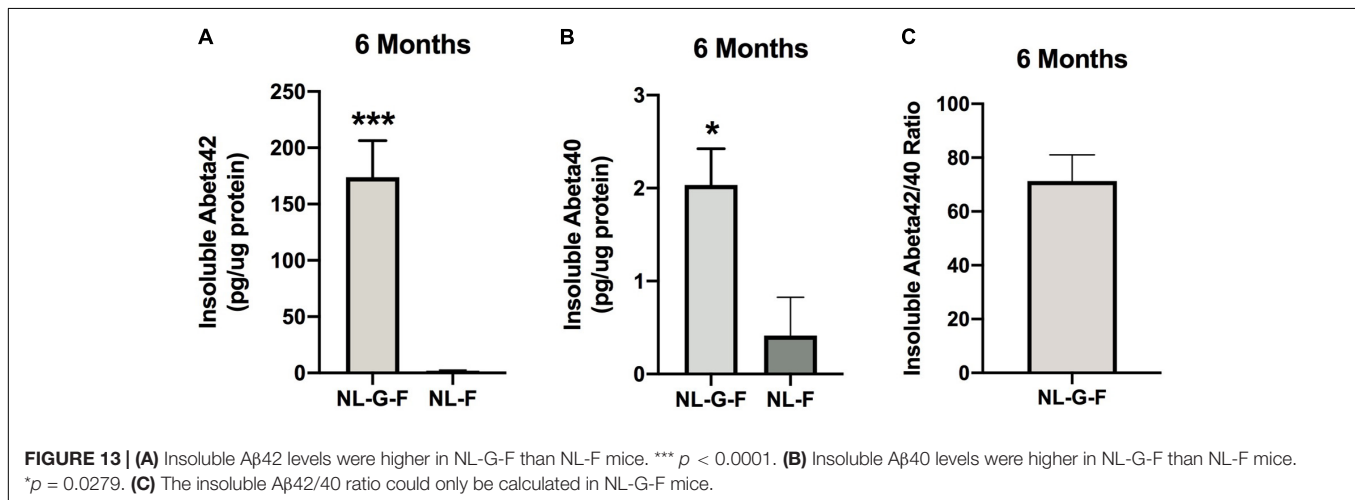 A
6 Months
Insoluble Abeta42
(pg/ug protein)
250
200
150
100
50
0
***
NL-G-F NL-F
B
6 Months
Insoluble Abeta40
(pg/ug protein)
3
2
1
0
*
NL-G-F NL-F
C
6 Months
Insoluble Abeta42/40 Ratio
100
80
60
40
20
0
NL-G-F
FIGURE 13 | (A) Insoluble Aβ42 levels were higher in NL-G-F than NL-F mice. *** p < 0.0001. (B) Insoluble Aβ40 levels were higher in NL-G-F than NL-F mice.
*p = 0.0279. (C) The insoluble Aβ42/40 ratio could only be calculated in NL-G-F mice.